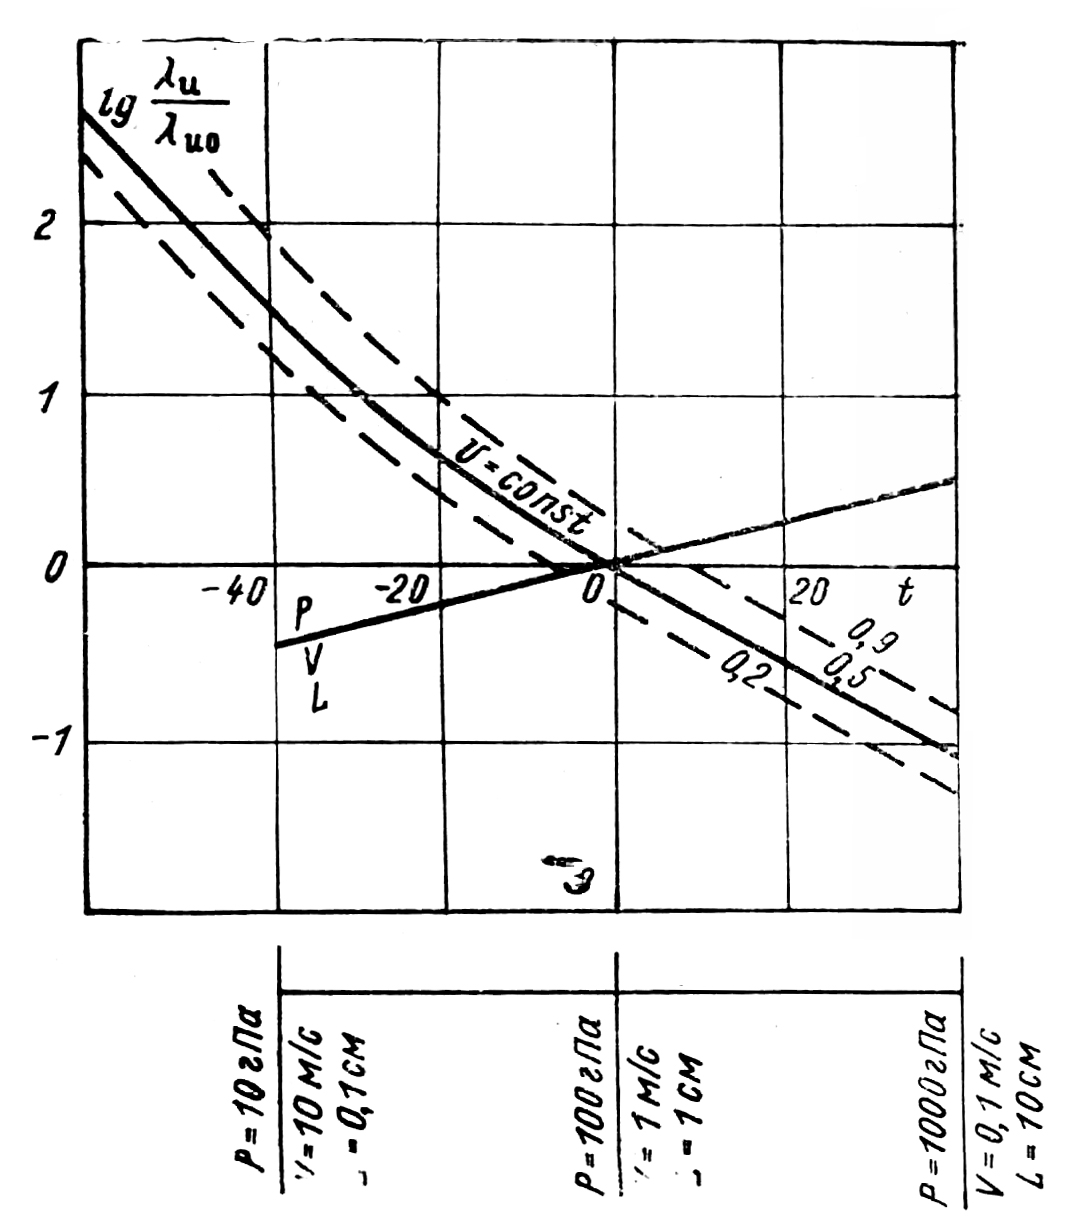 lg λu/λuo
2
1
0
-1
-40
-20
0
20
t
U=const
P
V
L
0,9
0,5
0,2
P=10 гПа
V=10 м/с
=0,1 см
P=100 гПа
V=1 м/с
=1 см
P=1000 гПа
V=0,1 м/с
L=10 см